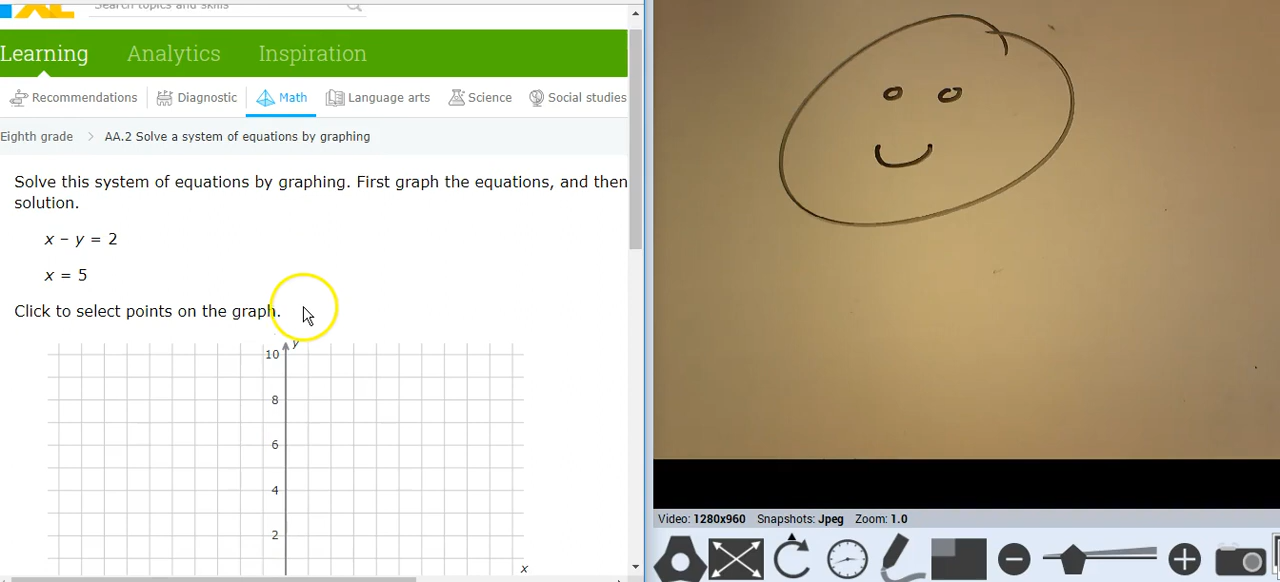 Search topics and skills
Learning Analytics Inspiration
Recommendations Diagnostic Math Language arts Science Social studies
Eighth grade > AA.2 Solve a system of equations by graphing
Solve this system of equations by graphing. First graph the equations, and then
solution.
x – y = 2
x = 5
Click to select points on the graph.
y
10
8
6
4
2
x
Video: 1280x960 Snapshots: Jpeg Zoom: 1.0